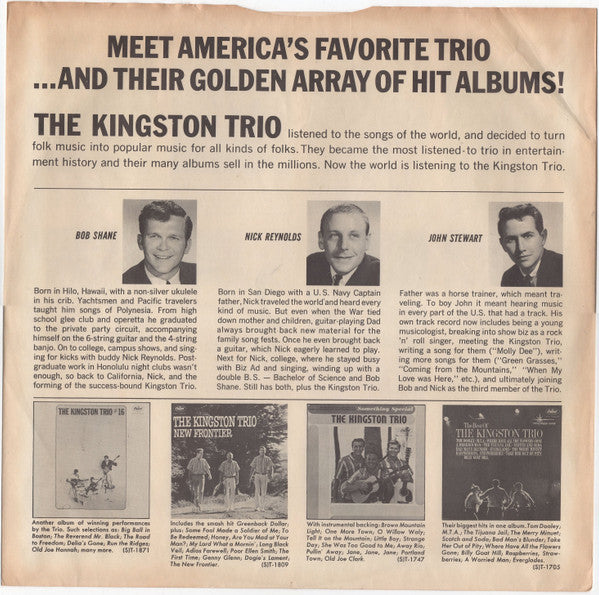 MEET AMERICA'S FAVORITE TRIO
...AND THEIR GOLDEN ARRAY OF HIT ALBUMS!
THE KINGSTON TRIO listened to the songs of the world, and decided to turn
folk music into popular music for all kinds of folks. They became the most listened-to trio in entertain-
ment history and their many albums sell in the millions. Now the world is listening to the Kingston Trio.
BOB SHANE
Born in Hilo, Hawaii, with a non-silver ukulele
in his crib. Yachtsmen and Pacific travelers
taught him songs of Polynesia. From high
school glee club and operetta he graduated
to the private party circuit, accompanying
himself on the 6-string guitar and the 4-string
banjo. On to college, campus shows, and sing-
ing for kicks with buddy Nick Reynolds. Post-
graduate work in Honolulu night clubs wasn't
enough, so back to California, Nick, and the
forming of the success-bound Kingston Trio.
NICK REYNOLDS
Born in San Diego with a U. S. Navy Captain
father, Nick traveled the world and heard every
kind of music. But even when the War tied
down mother and children, guitar-playing Dad
always brought back new material for the
family song fests. Once he even brought back
a guitar, which Nick eagerly learned to play.
Next for Nick, college, where he stayed busy
with Biz Ad and singing, winding up with a
double B. S. — Bachelor of Science and Bob
Shane. Still has both, plus the Kingston Trio.
JOHN STEWART
Father was a horse trainer, which meant tra-
veling. To boy John it meant hearing music
in every part of the U.S. that had a track. His
own track record now includes being a young
musicologist, breaking into show biz as a rock
'n' roll singer, meeting the Kingston Trio,
writing a song for them ("Molly Dee"), writ-
ing more songs for them ("Green Grasses,"
"Coming from the Mountains," "When My
Love was Here," etc.), and ultimately joining
Bob and Nick as the third member of the Trio.
THE KINGSTON TRIO #16
Another album of winning performances
by the Trio. Such selections as: Big Ball in
Boston; The Reverend Mr. Black; The Road
to Freedom; Delia's Gone, Run the Ridges;
Old Joe Hannah; many more. (S)T-1871
THE KINGSTON TRIO
NEW FRONTIER
Includes the smash hit Greenback Dollar;
plus: Some Fool Made a Soldier of Me; To
Be Redeemed; Honey, Are You Mad at Your
Man?; My Lord What a Mornin'; Long Black
Veil; Adios Farewell; Poor Ellen Smith; The
First Time; Genny Glenn; Dogie's Lament;
The New Frontier. (S)T-1809
Something Special
THE KINGSTON TRIO
With instrumental backing: Brown Mountain
Light; One More Town, O Willow Waly;
Tell It on the Mountain; Little Boy, Strange
Day, She Was Too Good to Me; Away Rio,
Pullin' Away; Jane, Jane, Jane; Portland
Town, Old Joe Clark. (S)T-1747
The Best Of
THE KINGSTON TRIO
Their biggest hits in one album. Tom Dooley,
M.T.A.; The Tijuana Jail; The Merry Minuet;
Scotch and Soda; Bad Man's Blunder; Take
Her Out of Pity; Where Have All the Flowers
Gone; Billy Goat Hill; Raspberries, Straw-
berries, A Worried Man; Everglades.
(S)T-1705